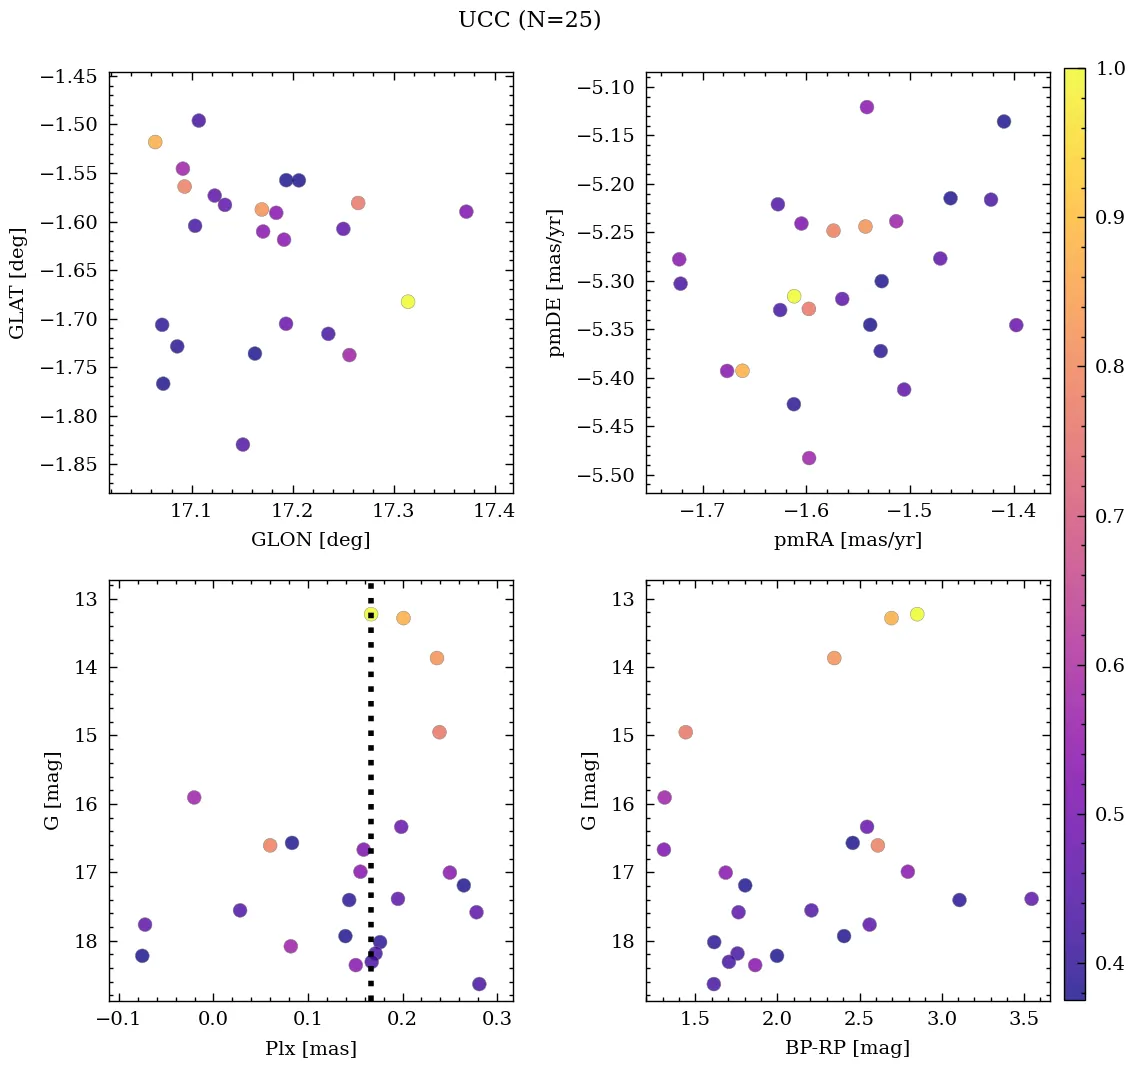 UCC (N=25)
−1.45
−1.50
−1.55
−1.60
−1.65
−1.70
−1.75
−1.80
−1.85
GLAT [deg]
17.1 17.2 17.3 17.4
GLON [deg]
−5.10
−5.15
−5.20
−5.25
−5.30
−5.35
−5.40
−5.45
−5.50
pmDE [mas/yr]
−1.7 −1.6 −1.5 −1.4
pmRA [mas/yr]
13
14
15
16
17
18
G [mag]
−0.1 0.0 0.1 0.2 0.3
Plx [mas]
13
14
15
16
17
18
G [mag]
1.5 2.0 2.5 3.0 3.5
BP-RP [mag]
1.0
0.9
0.8
0.7
0.6
0.5
0.4